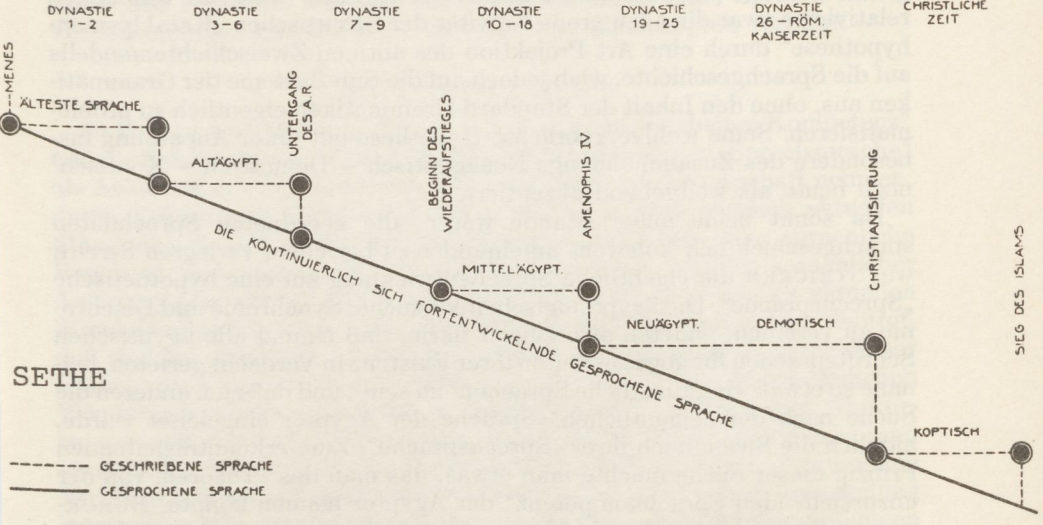 DYNASTIE
1–2
DYNASTIE
3–6
DYNASTIE
7–9
DYNASTIE
10–18
DYNASTIE
19–25
DYNASTIE
26 – RÖM.
KAISERZEIT
CHRISTLICHE
ZEIT
MENES
ÄLTESTE SPRACHE
ALTÄGYPT.
UNTERGANG
DES A.R.
BEGINN DES
WIEDERAUFSTIEGES
MITTELÄGYPT.
AMENOPHIS IV.
NEUÄGYPT.
DEMOTISCH
CHRISTIANISIERUNG
KOPTISCH
SIEG DES ISLAMS
DIE KONTINUIERLICH SICH FORTENTWICKELNDE GESPROCHENE SPRACHE
SETHE
GESCHRIEBENE SPRACHE
GESPROCHENE SPRACHE